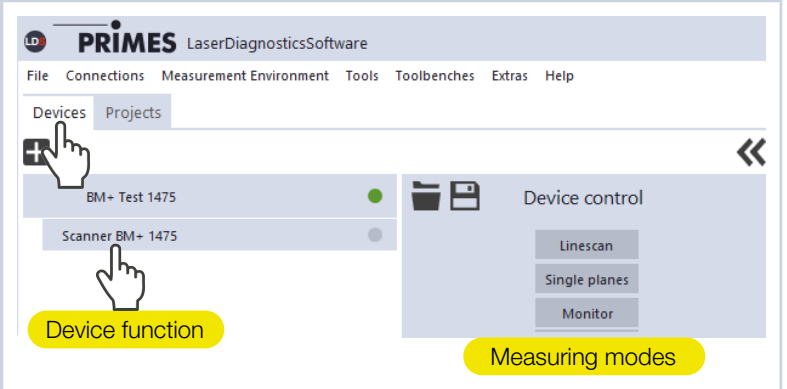 LDS PRIMES LaserDiagnosticsSoftware
File Connections Measurement Environment Tools Toolbenches Extras Help
Devices Projects
BM+ Test 1475
Device control
Scanner BM+ 1475
Linescan
Single planes
Monitor
Device function
Measuring modes